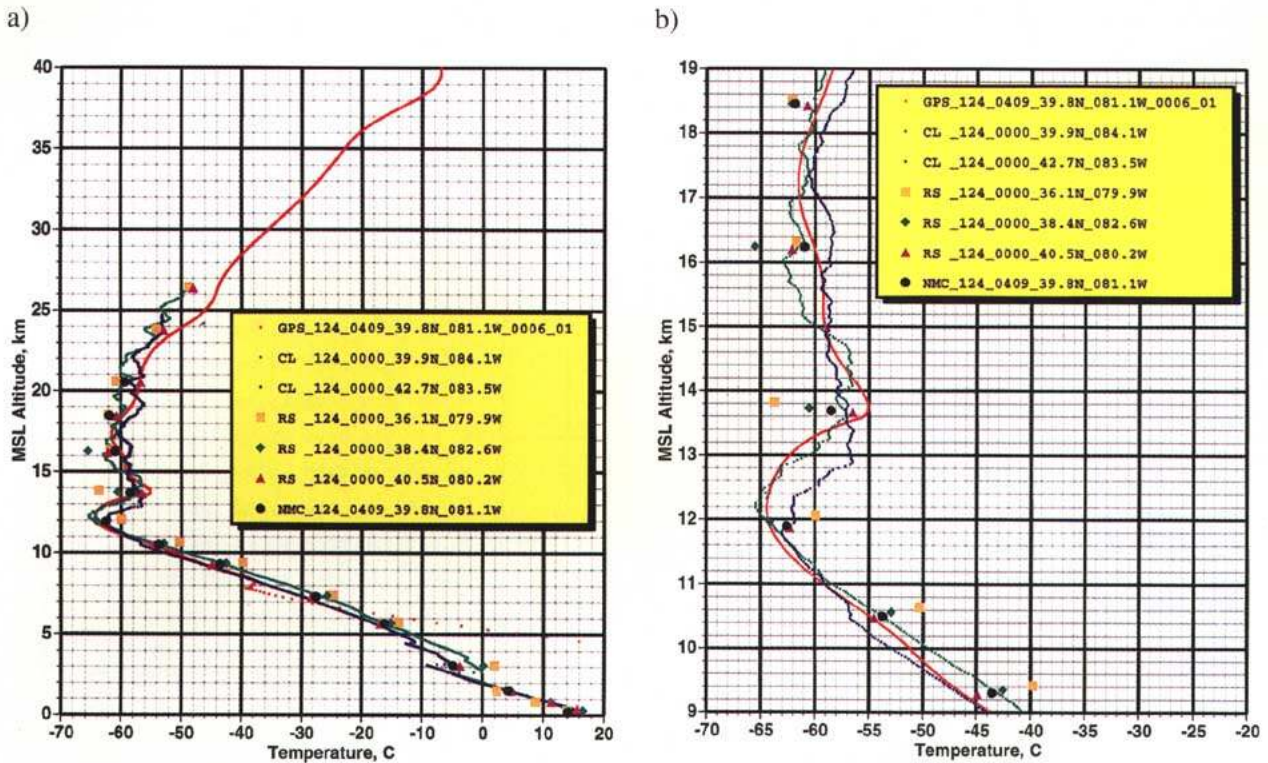 a)
40
35
30
25
20
15
10
5
0
MSL Altitude, km
-70 -60 -50 -40 -30 -20 -10 0 10 20
Temperature, C
GPS_124_0409_39.8N_081.1W_0006_01
CL _124_0000_39.9N_084.1W
CL _124_0000_42.7N_083.5W
RS _124_0000_36.1N_079.9W
RS _124_0000_38.4N_082.6W
RS _124_0000_40.5N_080.2W
NMC_124_0409_39.8N_081.1W
b)
19
18
17
16
15
14
13
12
11
10
9
MSL Altitude, km
-70 -65 -60 -55 -50 -45 -40 -35 -30 -25 -20
Temperature, C
GPS_124_0409_39.8N_081.1W_0006_01
CL _124_0000_39.9N_084.1W
CL _124_0000_42.7N_083.5W
RS _124_0000_36.1N_079.9W
RS _124_0000_38.4N_082.6W
RS _124_0000_40.5N_080.2W
NMC_124_0409_39.8N_081.1W